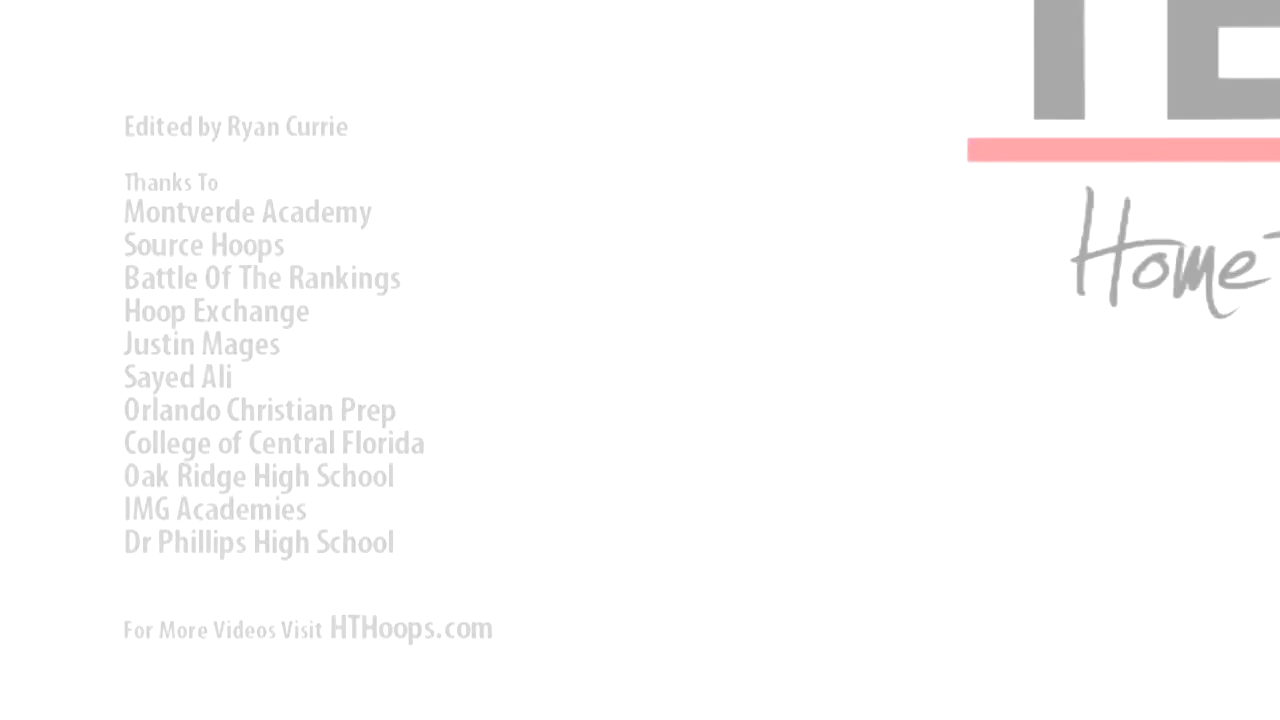 Edited by Ryan Currie
Thanks To
Montverde Academy
Source Hoops
Battle Of The Rankings
Hoop Exchange
Justin Mages
Sayed Ali
Orlando Christian Prep
College of Central Florida
Oak Ridge High School
IMG Academies
Dr Phillips High School
For More Videos Visit HTHoops.com
Home